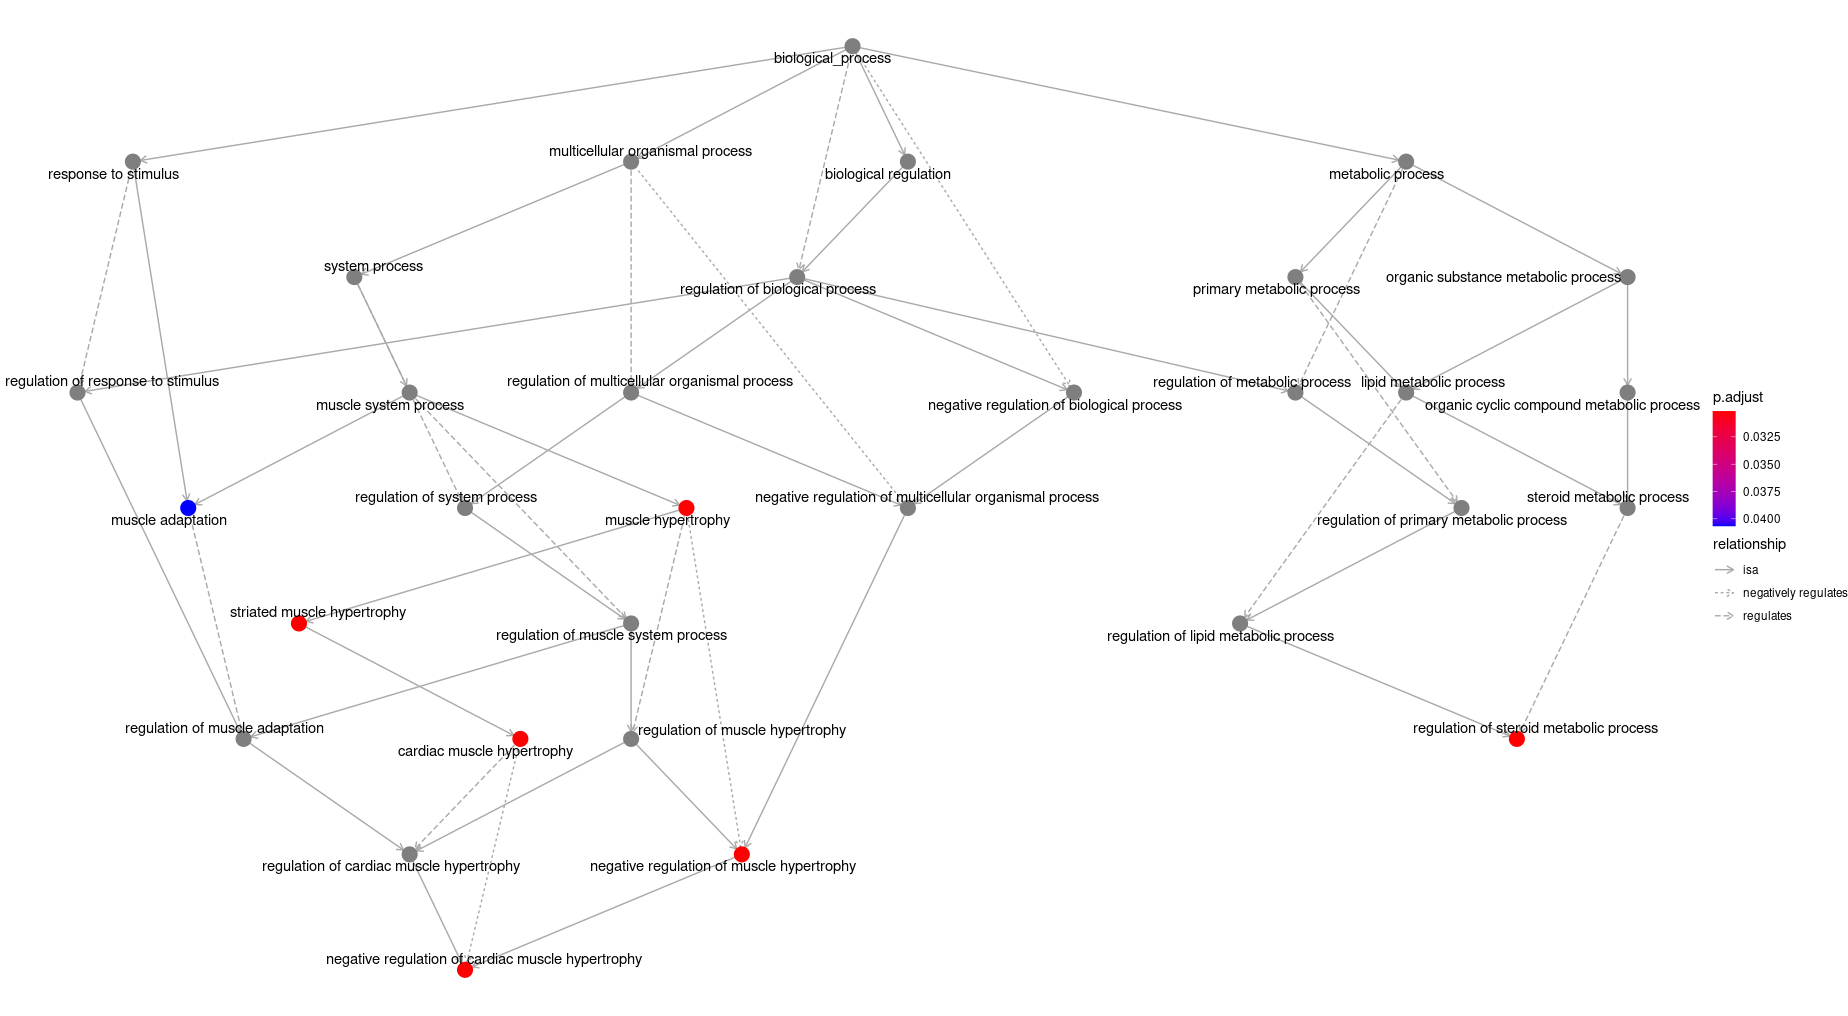 biological_process
multicellular organismal process
response to stimulus
biological regulation
metabolic process
system process
organic substance metabolic process
regulation of biological process
primary metabolic process
regulation of response to stimulus
regulation of multicellular organismal process
regulation of metabolic process
lipid metabolic process
muscle system process
negative regulation of biological process
organic cyclic compound metabolic process
regulation of system process
negative regulation of multicellular organismal process
steroid metabolic process
muscle adaptation
muscle hypertrophy
regulation of primary metabolic process
striated muscle hypertrophy
regulation of muscle system process
regulation of lipid metabolic process
regulation of muscle adaptation
regulation of muscle hypertrophy
regulation of steroid metabolic process
cardiac muscle hypertrophy
regulation of cardiac muscle hypertrophy
negative regulation of muscle hypertrophy
negative regulation of cardiac muscle hypertrophy
p.adjust
0.0325
0.0350
0.0375
0.0400
relationship
isa
negatively regulates
regulates